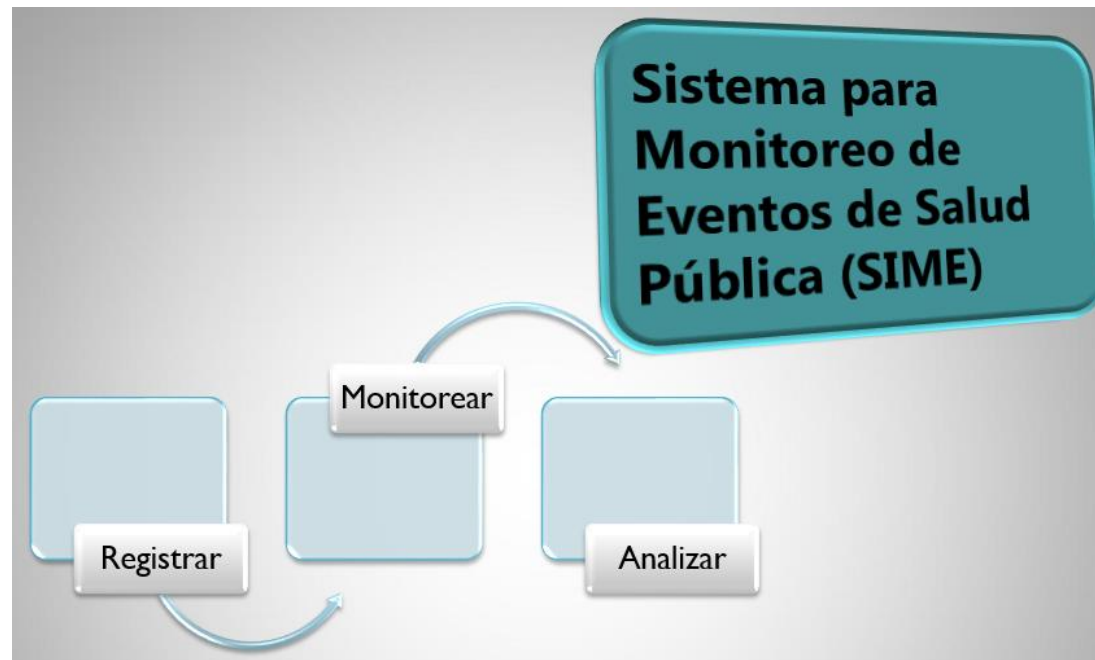 Sistema para
Monitoreo de
Eventos de Salud
Pública (SIME)
Monitorear
Registrar
Analizar